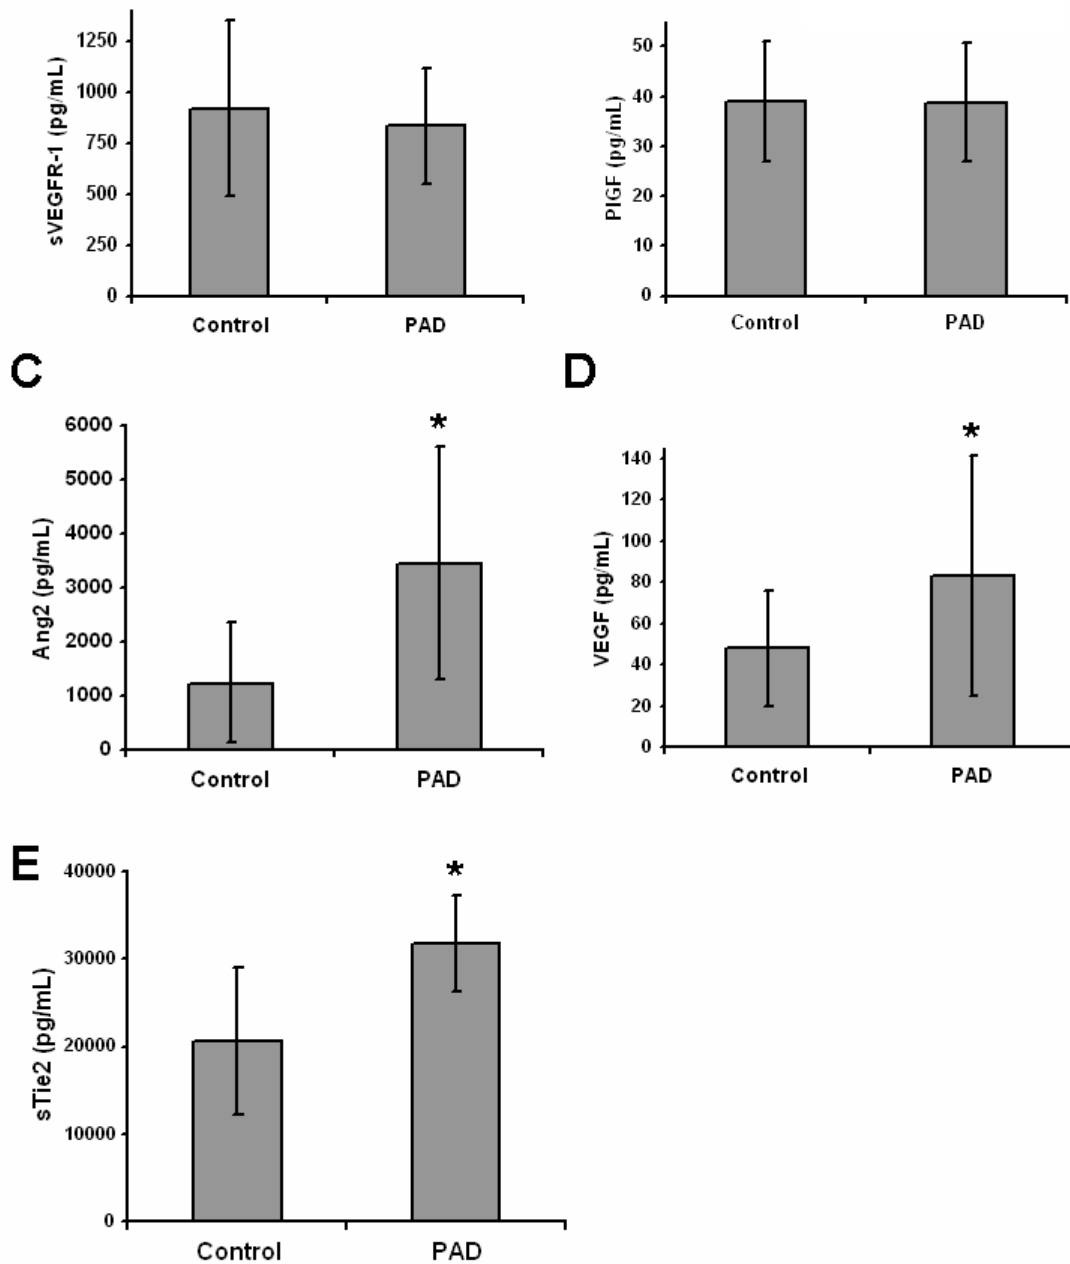 sVEGFR-1 (pg/mL)
1250
1000
750
500
250
0
Control PAD
PlGF (pg/mL)
50
40
30
20
10
0
Control PAD
C
Ang2 (pg/mL)
6000
5000
4000
3000
2000
1000
0
*
Control PAD
D
VEGF (pg/mL)
140
120
100
80
60
40
20
0
*
Control PAD
E
sTie2 (pg/mL)
40000
30000
20000
10000
0
*
Control PAD